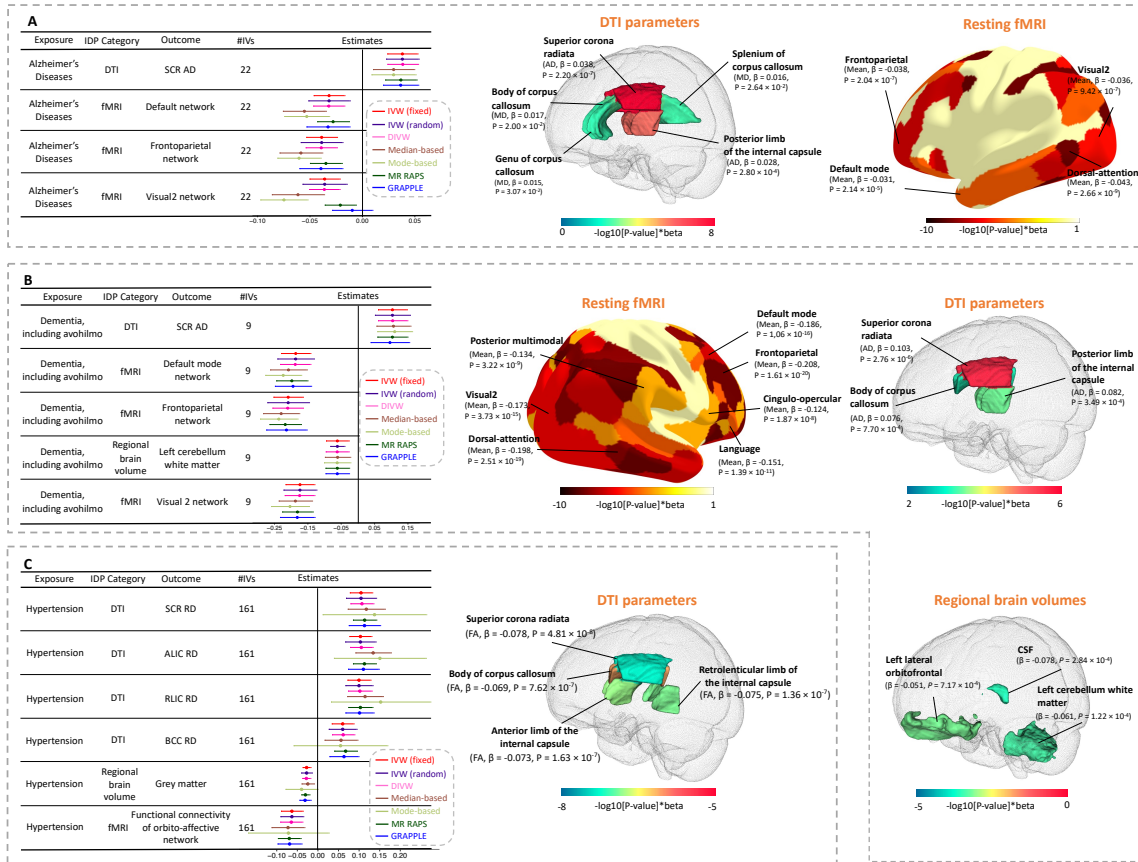 A
Exposure IDP Category Outcome #IVs Estimates
Alzheimer's
Diseases
DTI SCR AD 22
Alzheimer's
Diseases
fMRI Default network 22
Alzheimer's
Diseases
fMRI Frontoparietal
network
22
Alzheimer's
Diseases
fMRI Visual2 network 22
−0.10 −0.05 0.00 0.05
IVW (fixed)
IVW (random)
DIVW
Median-based
Mode-based
MR RAPS
GRAPPLE
DTI parameters
Superior corona
radiata
(AD, β = 0.038,
P = 2.20 × 10⁻⁷)
Splenium of
corpus callosum
(MD, β = 0.016,
P = 2.64 × 10⁻²)
Body of corpus
callosum
(MD, β = 0.017,
P = 2.00 × 10⁻²)
Genu of corpus
callosum
(MD, β = 0.015,
P = 3.07 × 10⁻²)
Posterior limb
of the internal capsule
(AD, β = 0.028,
P = 2.80 × 10⁻⁴)
0 -log10[P-value]*beta 8
Resting fMRI
Frontoparietal
(Mean, β = -0.038,
P = 2.04 × 10⁻⁷)
Visual2
(Mean, β = -0.036,
P = 9.42 × 10⁻⁷)
Default mode
(Mean, β = -0.031,
P = 2.14 × 10⁻⁵)
Dorsal-attention
(Mean, β = -0.043,
P = 2.66 × 10⁻⁹)
-10 -log10[P-value]*beta 1
B
Exposure IDP Category Outcome #IVs Estimates
Dementia,
including avohilmo
DTI SCR AD 9
Dementia,
including avohilmo
fMRI Default mode
network
9
Dementia,
including avohilmo
fMRI Frontoparietal
network
9
Dementia,
including avohilmo
Regional
brain
volume
Left cerebellum
white matter
9
Dementia,
including avohilmo
fMRI Visual 2 network 9
−0.25 −0.15 −0.05 0.05 0.15
IVW (fixed)
IVW (random)
DIVW
Median-based
Mode-based
MR RAPS
GRAPPLE
Resting fMRI
Posterior multimodal
(Mean, β = -0.134,
P = 3.22 × 10⁻⁹)
Default mode
(Mean, β = -0.186,
P = 1.06 × 10⁻¹⁶)
Frontoparietal
(Mean, β = -0.208,
P = 1.61 × 10⁻²⁰)
Visual2
(Mean, β = -0.173
P = 3.73 × 10⁻¹⁵)
Cingulo-opercular
(Mean, β = -0.124,
P = 1.87 × 10⁻⁸)
Dorsal-attention
(Mean, β = -0.198,
P = 2.51 × 10⁻¹⁹)
Language
(Mean, β = -0.151,
P = 1.39 × 10⁻¹¹)
-10 -log10[P-value]*beta 1
DTI parameters
Superior corona
radiata
(AD, β = 0.103,
P = 2.76 × 10⁻⁶)
Posterior limb
of the internal
capsule
(AD, β = 0.082,
P = 3.49 × 10⁻⁴)
Body of corpus
callosum
(AD, β = 0.076,
P = 7.70 × 10⁻⁴)
2 -log10[P-value]*beta 6
C
Exposure IDP Category Outcome #IVs Estimates
Hypertension DTI SCR RD 161
Hypertension DTI ALIC RD 161
Hypertension DTI RLIC RD 161
Hypertension DTI BCC RD 161
Hypertension Regional
brain
volume
Grey matter 161
Hypertension fMRI Functional connectivity
of orbito-affective
network
161
−0.10 −0.05 0.00 0.05 0.10 0.15 0.20
IVW (fixed)
IVW (random)
DIVW
Median-based
Mode-based
MR RAPS
GRAPPLE
DTI parameters
Superior corona radiata
(FA, β = -0.078, P = 4.81 × 10⁻⁸)
Body of corpus callosum
(FA, β = -0.069, P = 7.62 × 10⁻⁷)
Retrolenticular limb of
the internal capsule
(FA, β = -0.075, P = 1.36 × 10⁻⁷)
Anterior limb of the
internal capsule
(FA, β = -0.073, P = 1.63 × 10⁻⁷)
-8 -log10[P-value]*beta -5
Regional brain volumes
CSF
(β = -0.078, P = 2.84 × 10⁻⁴)
Left lateral
orbitofrontal
(β = -0.051, P = 7.17 × 10⁻⁴)
Left cerebellum white
matter
(β = -0.061, P = 1.22 × 10⁻⁴)
-5 -log10[P-value]*beta 0